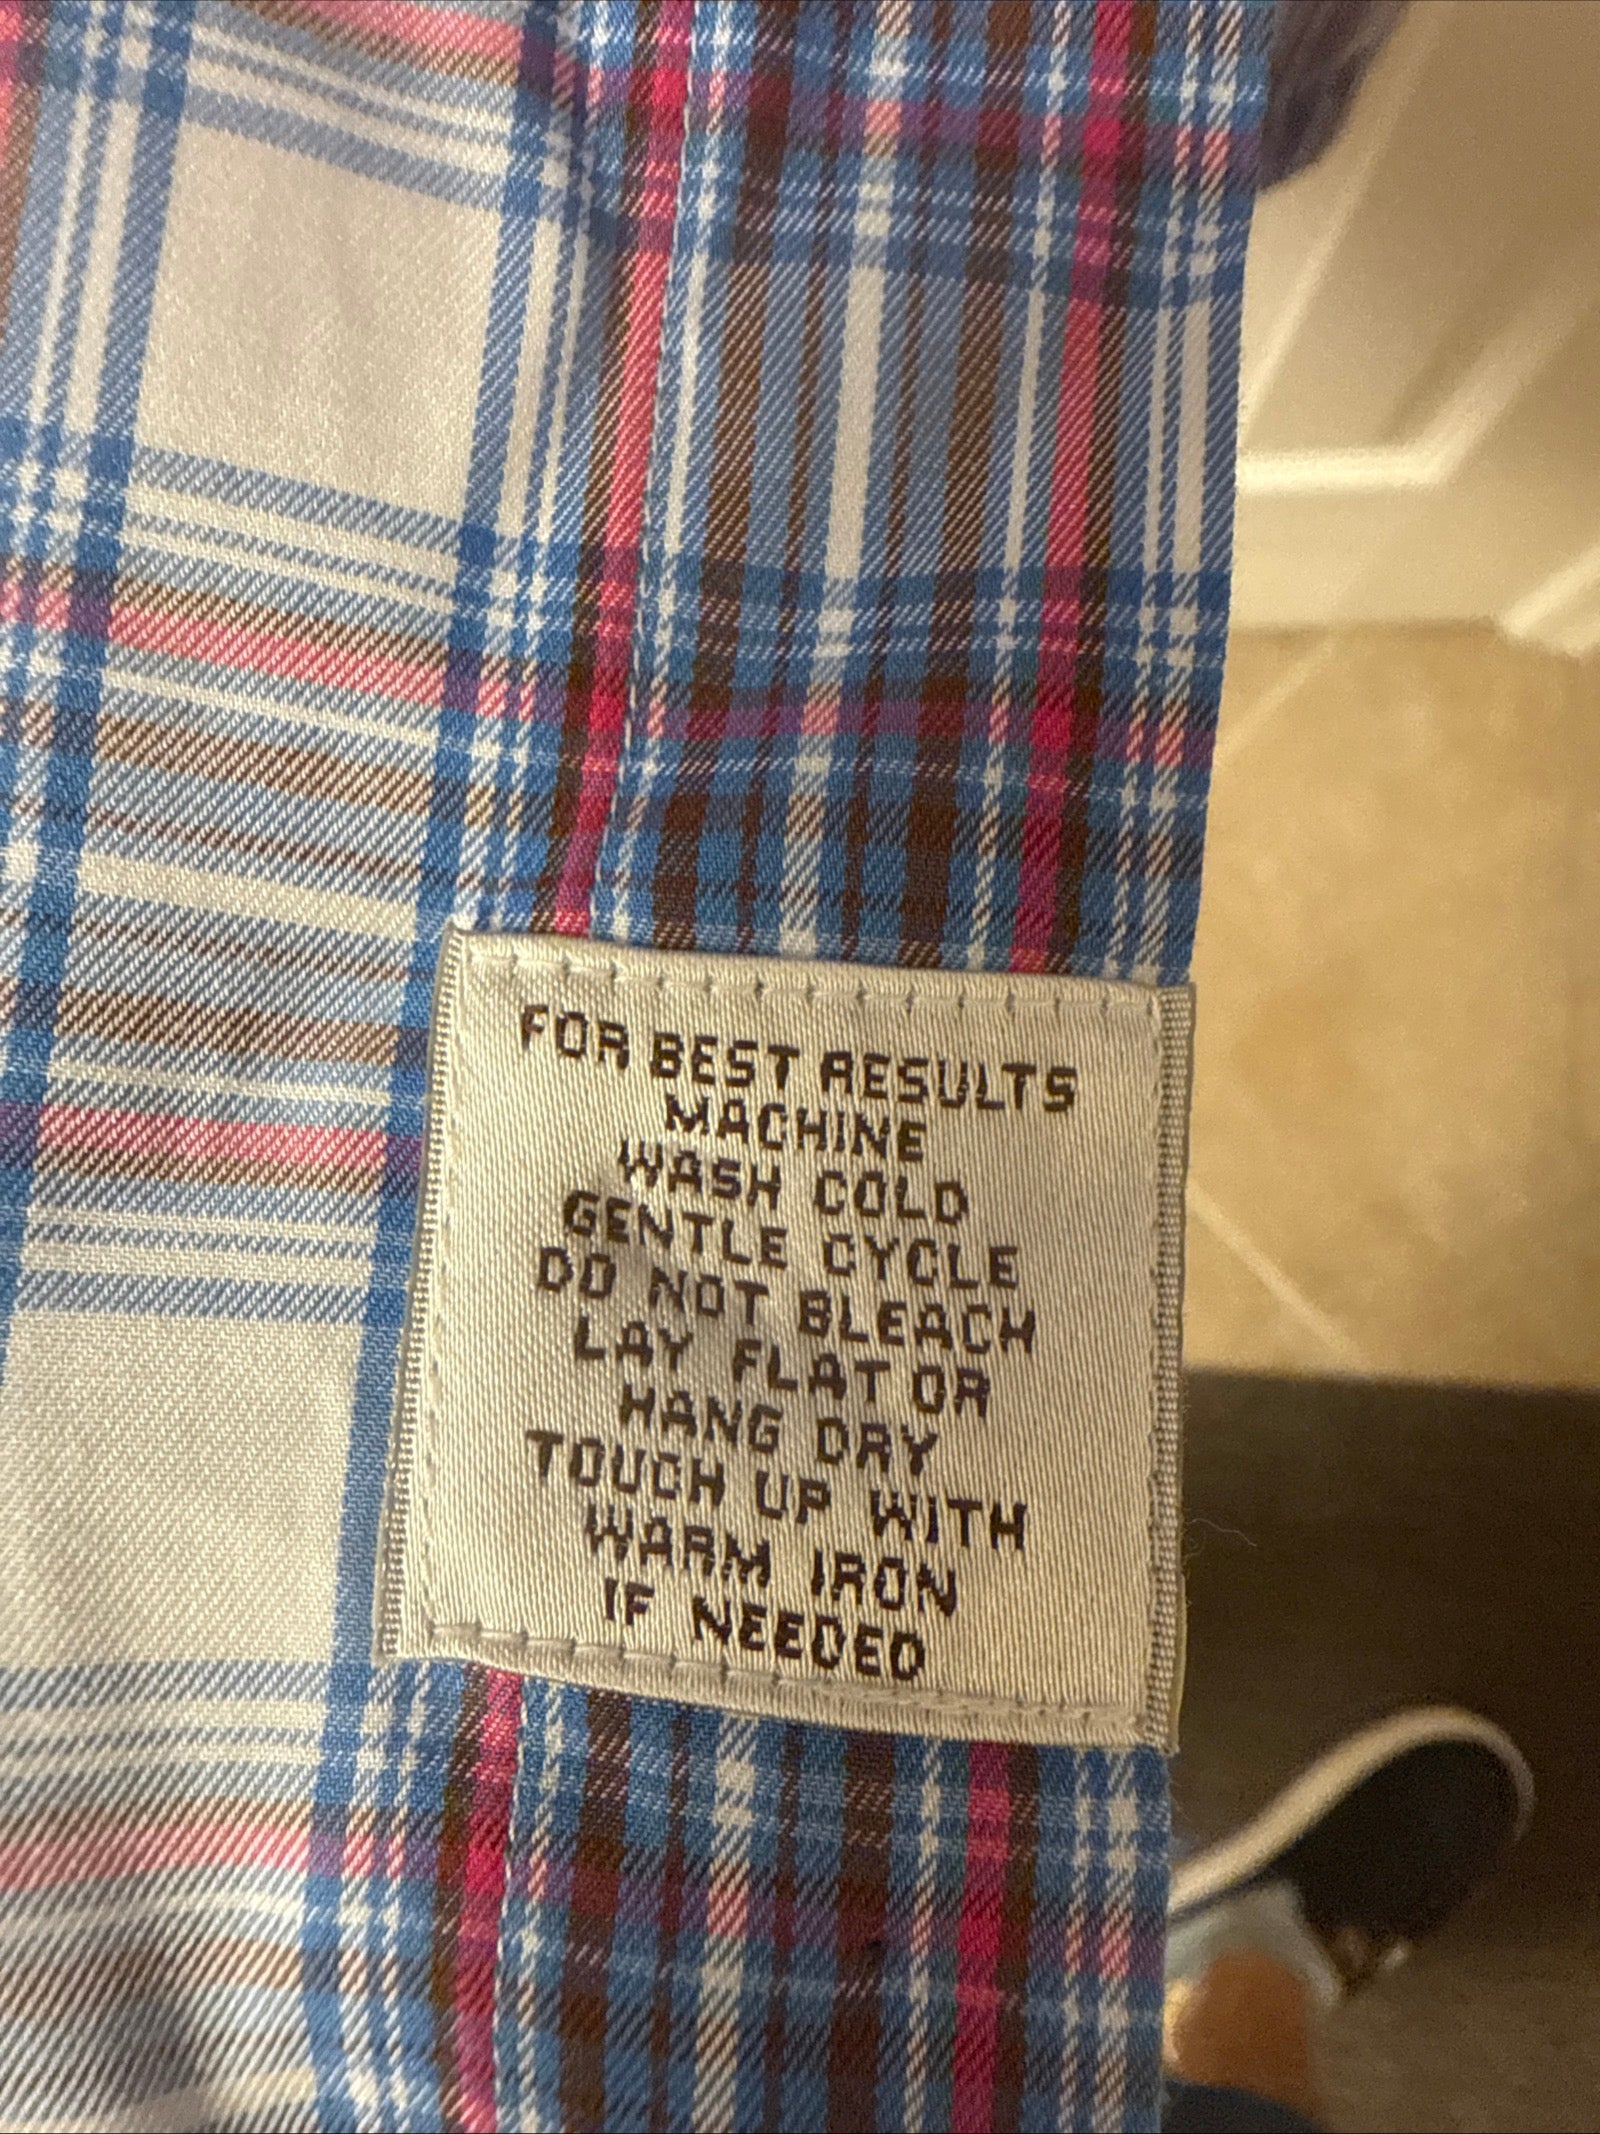 FOR BEST RESULTS
MACHINE
WASH COLD
GENTLE CYCLE
DO NOT BLEACH
LAY FLAT OR
HANG DRY
TOUCH UP WITH
WARM IRON
IF NEEDED